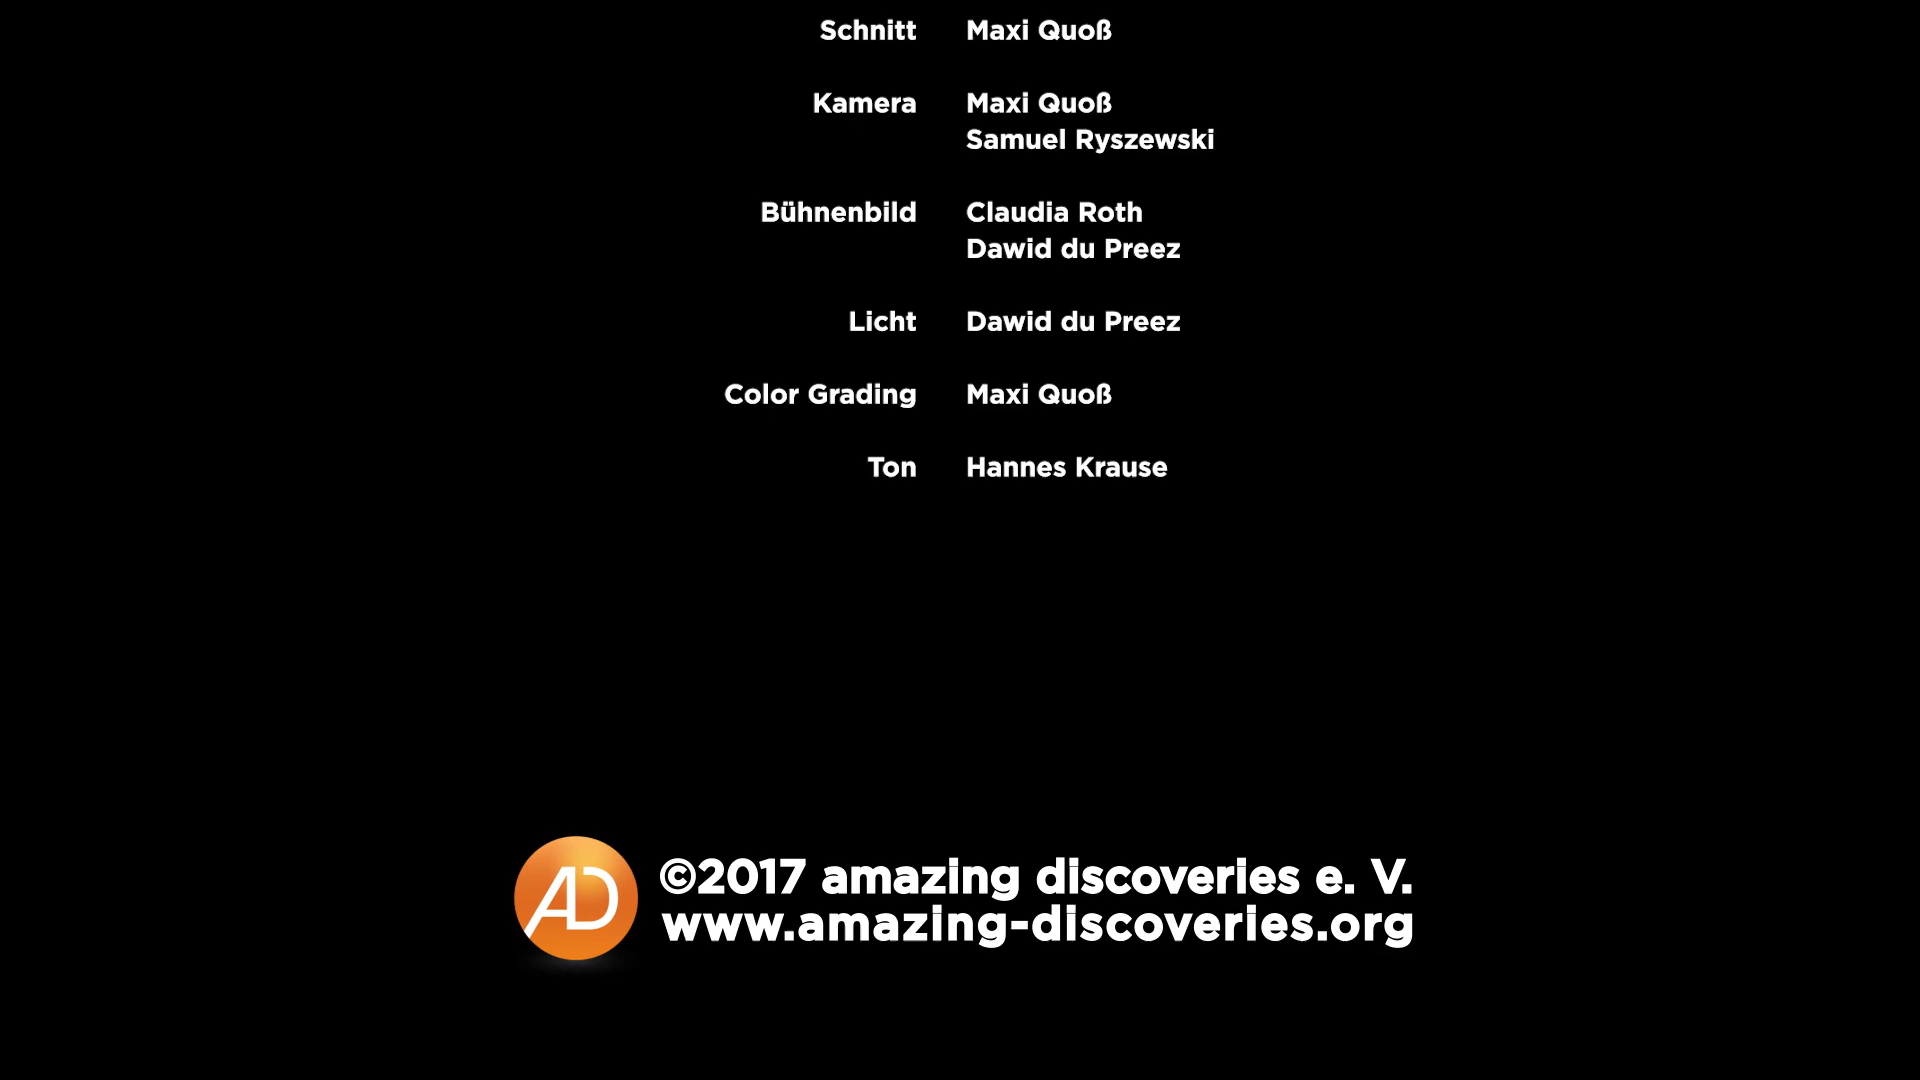 Schnitt Maxi Quoß
Kamera Maxi Quoß
Samuel Ryszewski
Bühnenbild Claudia Roth
Dawid du Preez
Licht Dawid du Preez
Color Grading Maxi Quoß
Ton Hannes Krause
AD
©2017 amazing discoveries e. V.
www.amazing-discoveries.org